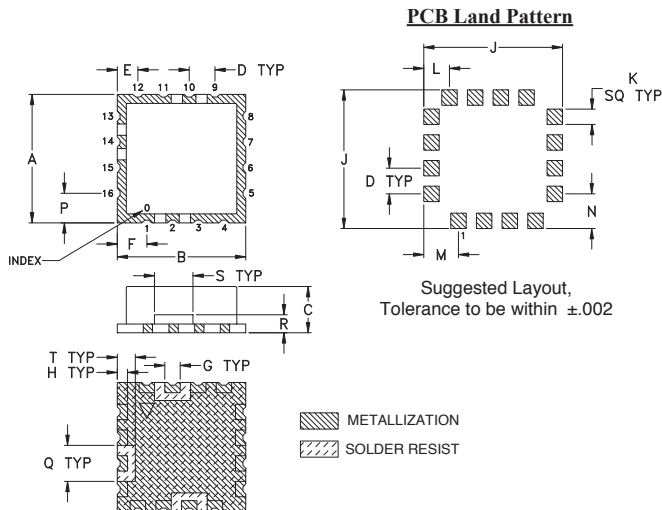 PCB Land Pattern
E
D TYP
12 11 10 9
13
14
15
16
8
7
6
5
A
P
0
1 2 3 4
F
B
INDEX
J
L
K
SQ TYP
J
D TYP
N
1
M
Suggested Layout,
Tolerance to be within ±.002
S TYP
C
R
T TYP
H TYP
G TYP
Q TYP
METALLIZATION
SOLDER RESIST